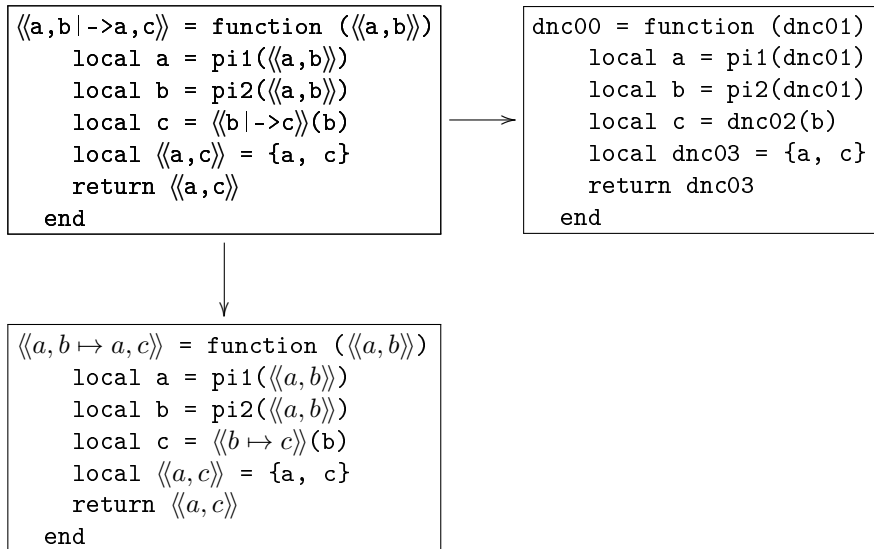 ⟪a,b|->a,c⟫ = function (⟪a,b⟫)
    local a = pi1(⟪a,b⟫)
    local b = pi2(⟪a,b⟫)
    local c = ⟪b|->c⟫(b)
    local ⟪a,c⟫ = {a, c}
    return ⟪a,c⟫
  end
dnc00 = function (dnc01)
    local a = pi1(dnc01)
    local b = pi2(dnc01)
    local c = dnc02(b)
    local dnc03 = {a, c}
    return dnc03
  end
⟪a, b ↦ a, c⟫ = function (⟪a, b⟫)
    local a = pi1(⟪a, b⟫)
    local b = pi2(⟪a, b⟫)
    local c = ⟪b ↦ c⟫(b)
    local ⟪a, c⟫ = {a, c}
    return ⟪a, c⟫
  end